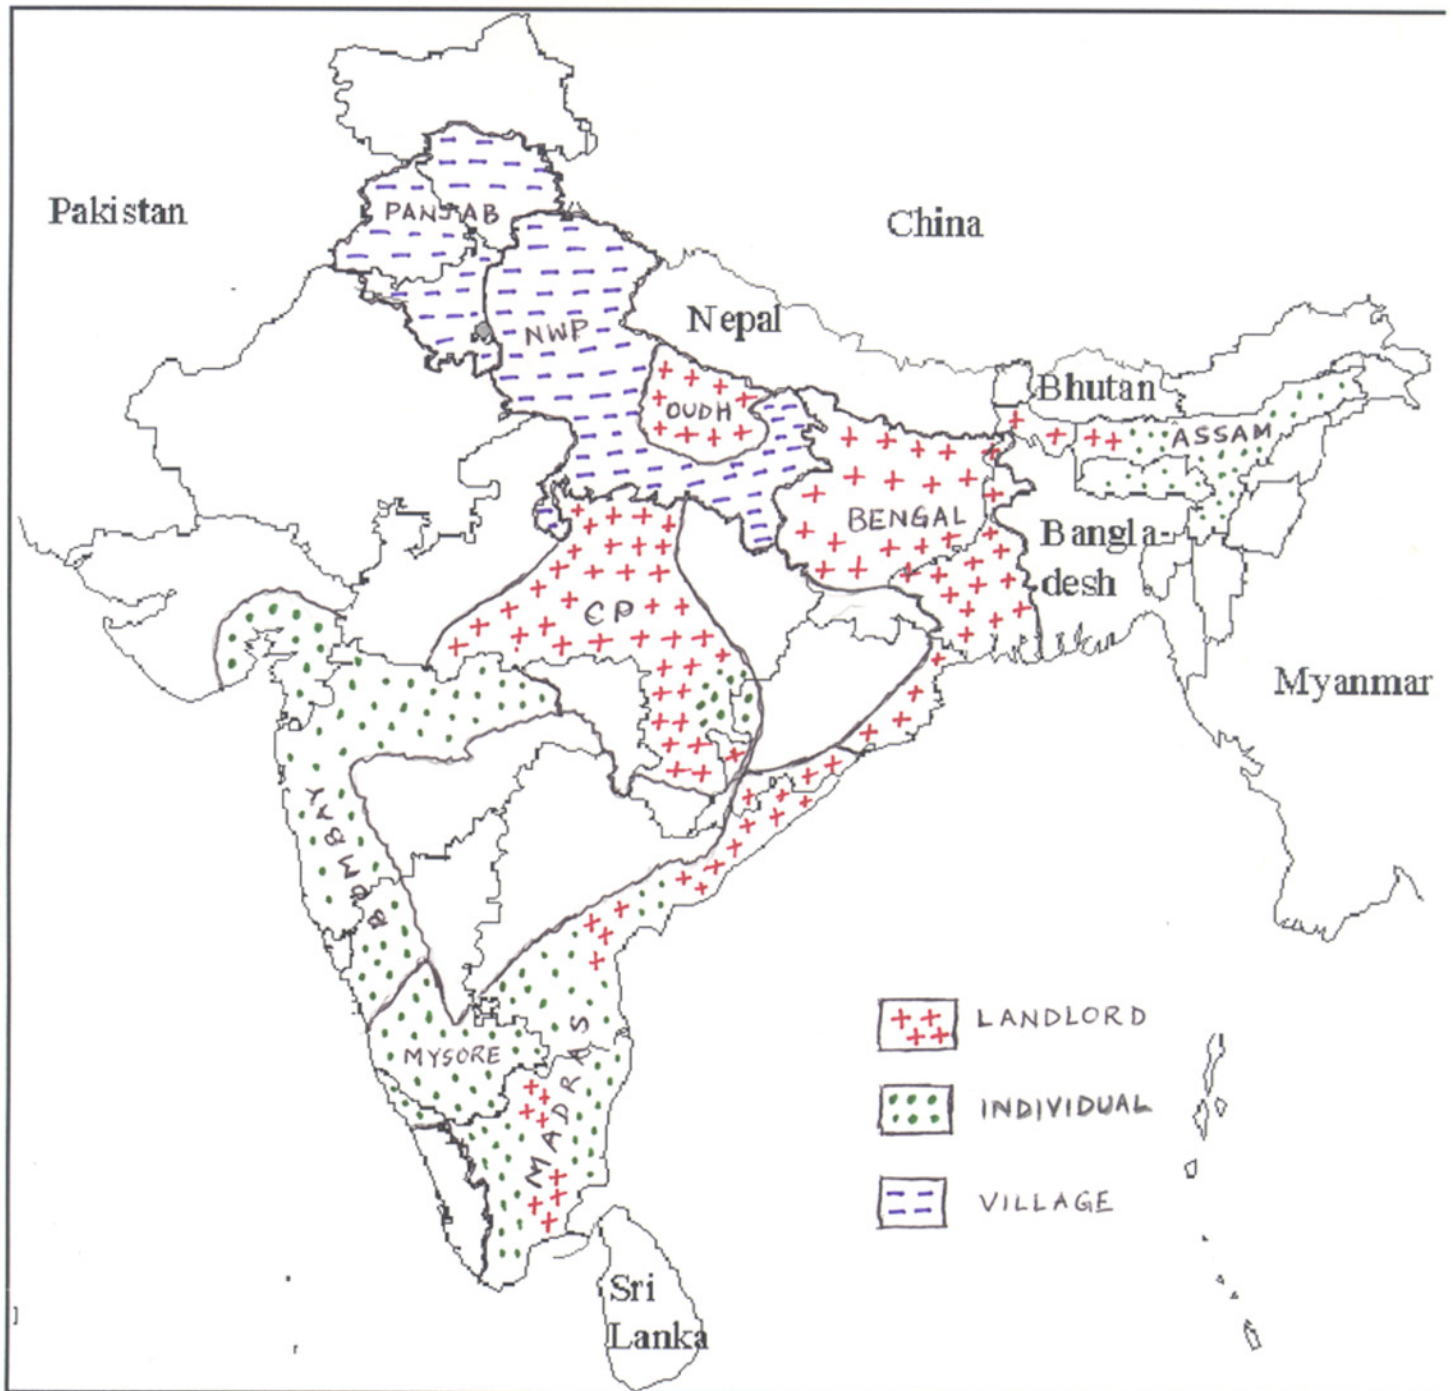 Pakistan
PANJAB
China
Nepal
NWP
Bhutan
OUDH
ASSAM
BENGAL
Bangla-
desh
CP
Myanmar
BOMBAY
MYSORE
MADRAS
LANDLORD
INDIVIDUAL
VILLAGE
Sri
Lanka